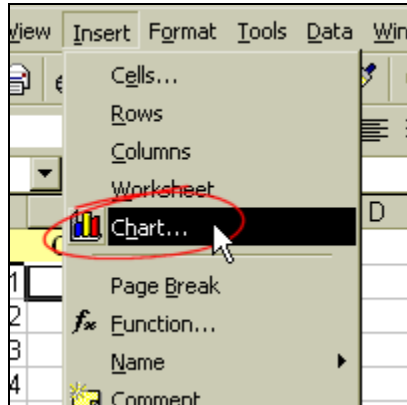 View Insert Format Tools Data Win
Cells...
Rows
Columns
Worksheet
Chart...
D
Page Break
1
2
fx Function...
3
Name
4
Comment